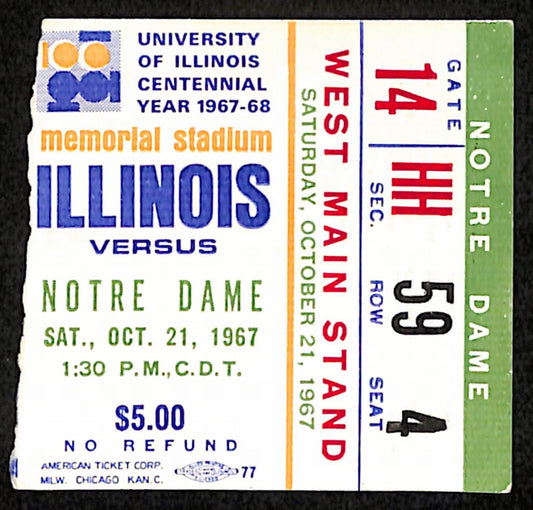 UNIVERSITY
OF ILLINOIS
CENTENNIAL
YEAR 1967-68
memorial stadium
ILLINOIS
VERSUS
NOTRE DAME
SAT., OCT. 21, 1967
1:30 P.M., C.D.T.
$5.00
NO REFUND
AMERICAN TICKET CORP.
MILW. CHICAGO KAN. C.
77
WEST MAIN STAND
SATURDAY, OCTOBER 21, 1967
GATE
14
HH
SEC.
59
ROW
4
SEAT
NOTRE DAME